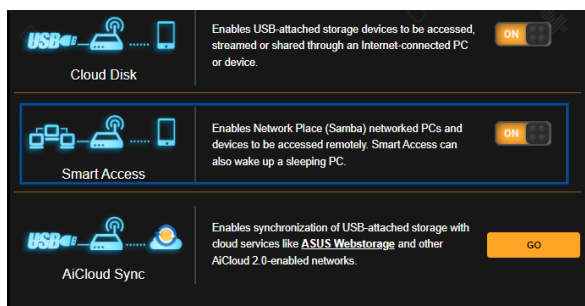 USB
Cloud Disk
Enables USB-attached storage devices to be accessed,
streamed or shared through an Internet-connected PC
or device.
ON
Smart Access
Enables Network Place (Samba) networked PCs and
devices to be accessed remotely. Smart Access can
also wake up a sleeping PC.
ON
USB
AiCloud Sync
Enables synchronization of USB-attached storage with
cloud services like ASUS Webstorage and other
AiCloud 2.0-enabled networks.
GO